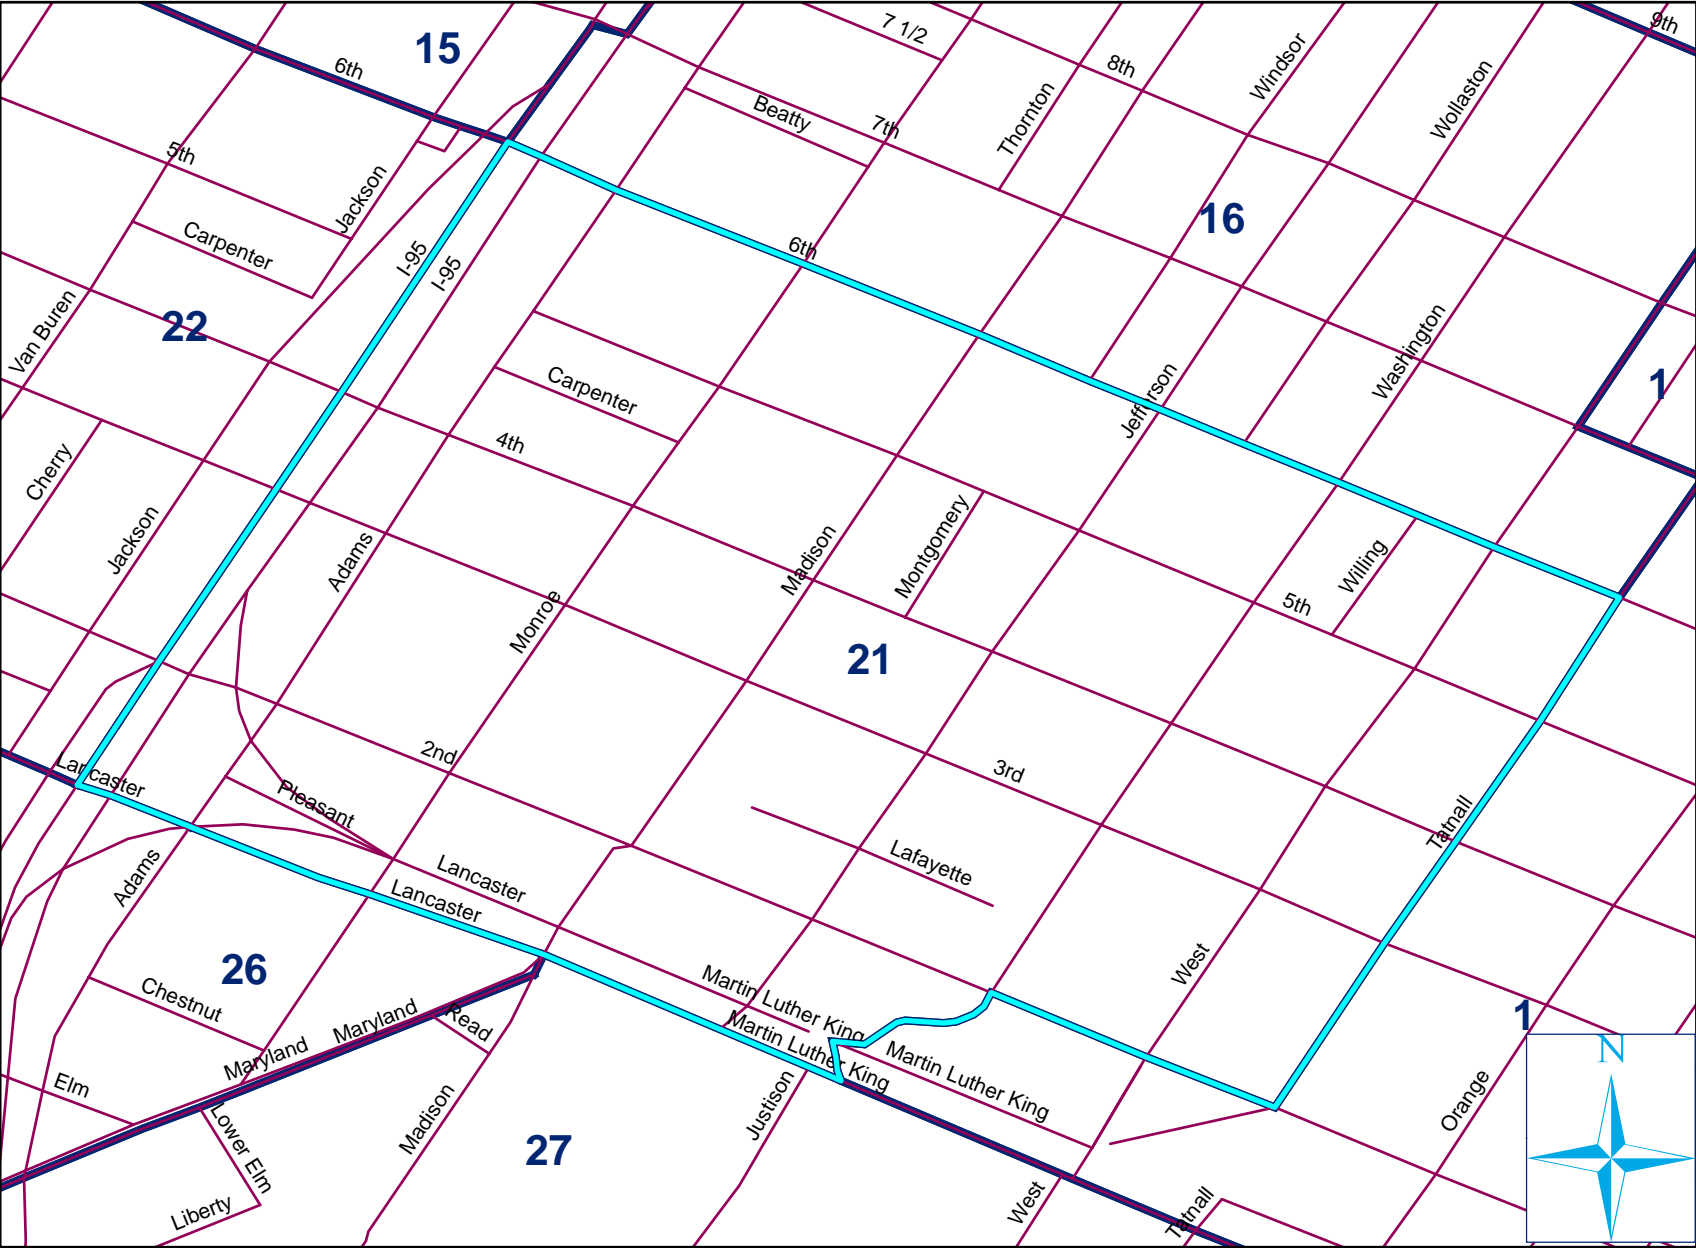 9th
7 1/2
15
6th
8th
Windsor
Wollaston
Thornton
Beatty
7th
5th
Jackson
16
Carpenter
6th
I-95
I-95
22
Van Buren
Washington
1
Jefferson
Carpenter
4th
Cherry
Jackson
Adams
Madison
Montgomery
Willing
5th
Monroe
21
2nd
3rd
Lancaster
Pleasant
Tatnall
Lafayette
Adams
Lancaster
Lancaster
West
26
Martin Luther King
Chestnut
Maryland
Read
Martin Luther King
1
N
Maryland
Martin Luther King
Elm
Lower Elm
Madison
Justison
Orange
27
Liberty
West
Tatnall